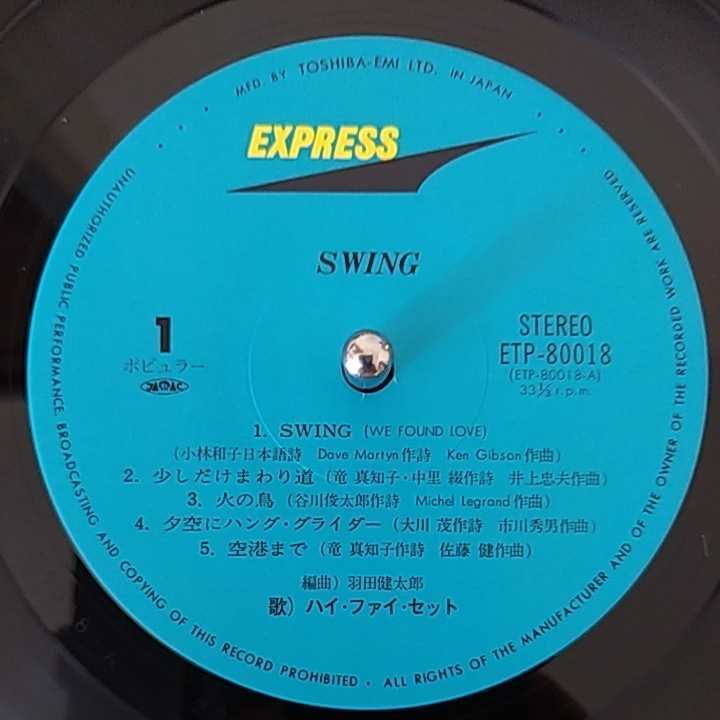 MFD. BY TOSHIBA-EMI LTD. IN JAPAN
EXPRESS
SWING
1
ポピュラー
JASRAC
STEREO
ETP-80018
(ETP-80018-A)
33⅓ r.p.m.
1. SWING (WE FOUND LOVE)
(小林和子日本語詩 Dave Martyn作詩 Ken Gibson作曲)
2. 少しだけまわり道 (竜 真知子・中里 綴作詩 井上忠夫作曲)
3. 火の鳥 (谷川俊太郎作詩 Michel Legrand作曲)
4. 夕空にハング・グライダー (大川 茂作詩 市川秀男作曲)
5. 空港まで (竜 真知子作詩 佐藤 健作曲)
編曲) 羽田健太郎
歌) ハイ・ファイ・セット
UNAUTHORIZED PUBLIC PERFORMANCE. BROADCASTING AND COPYING OF THIS RECORD PROHIBITED • ALL RIGHTS OF THE MANUFACTURER AND OF THE OWNER OF THE RECORDED WORK ARE RESERVED